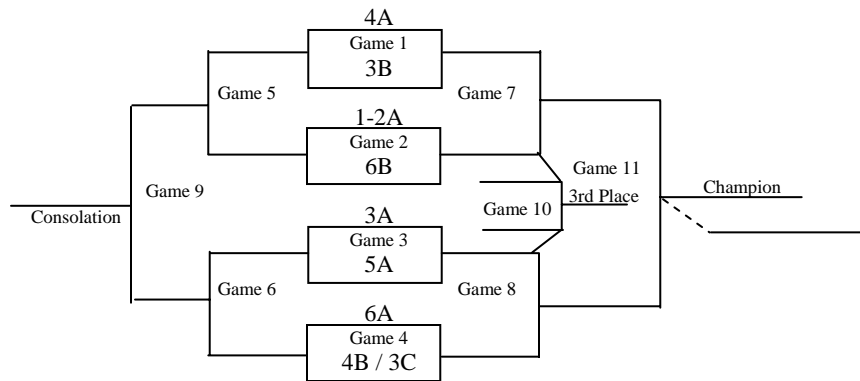 4A
Game 1
3B
Game 5
Game 7
1-2A
Game 2
6B
Game 11
Game 9
Champion
3rd Place
Game 10
Consolation
3A
Game 3
5A
Game 6
Game 8
6A
Game 4
4B / 3C